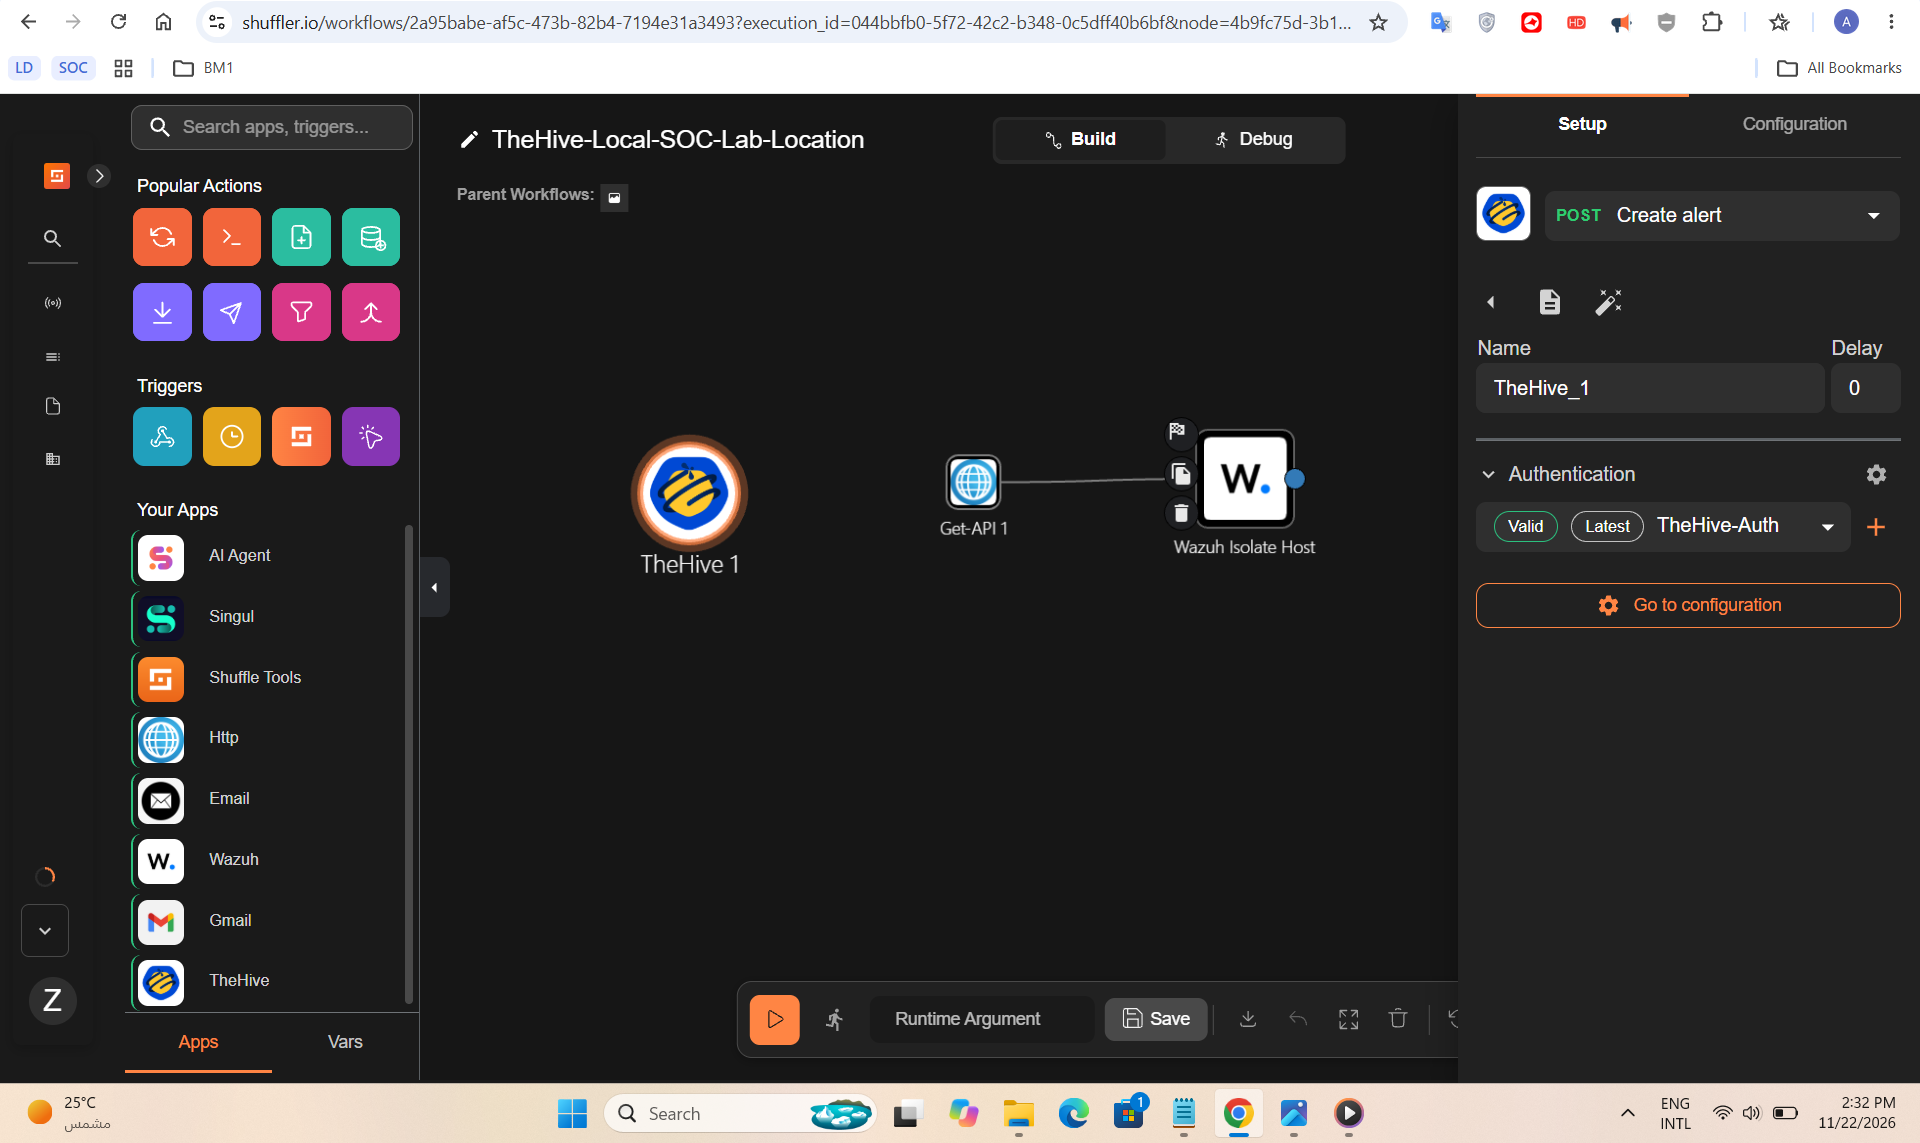 shuffler.io/workflows/2a95babe-af5c-473b-82b4-7194e31a3493?execution_id=044bbfb0-5f72-42c2-b348-0c5dff40b6bf&node=4b9fc75d-3b1...
A
LD
SOC
BM1
All Bookmarks
Search apps, triggers...
TheHive-Local-SOC-Lab-Location
Build
Debug
Setup
Configuration
Parent Workflows:
Popular Actions
POST Create alert
Name
Delay
TheHive_1
0
Triggers
Authentication
Valid
Latest
TheHive-Auth
Go to configuration
TheHive 1
Get-API 1
W.
Wazuh Isolate Host
Your Apps
AI Agent
Singul
Shuffle Tools
Http
Email
W.
Wazuh
Gmail
TheHive
Z
Apps
Vars
Runtime Argument
Save
25°C
مشمس
Search
1
ENG
INTL
2:32 PM
11/22/2026
HD